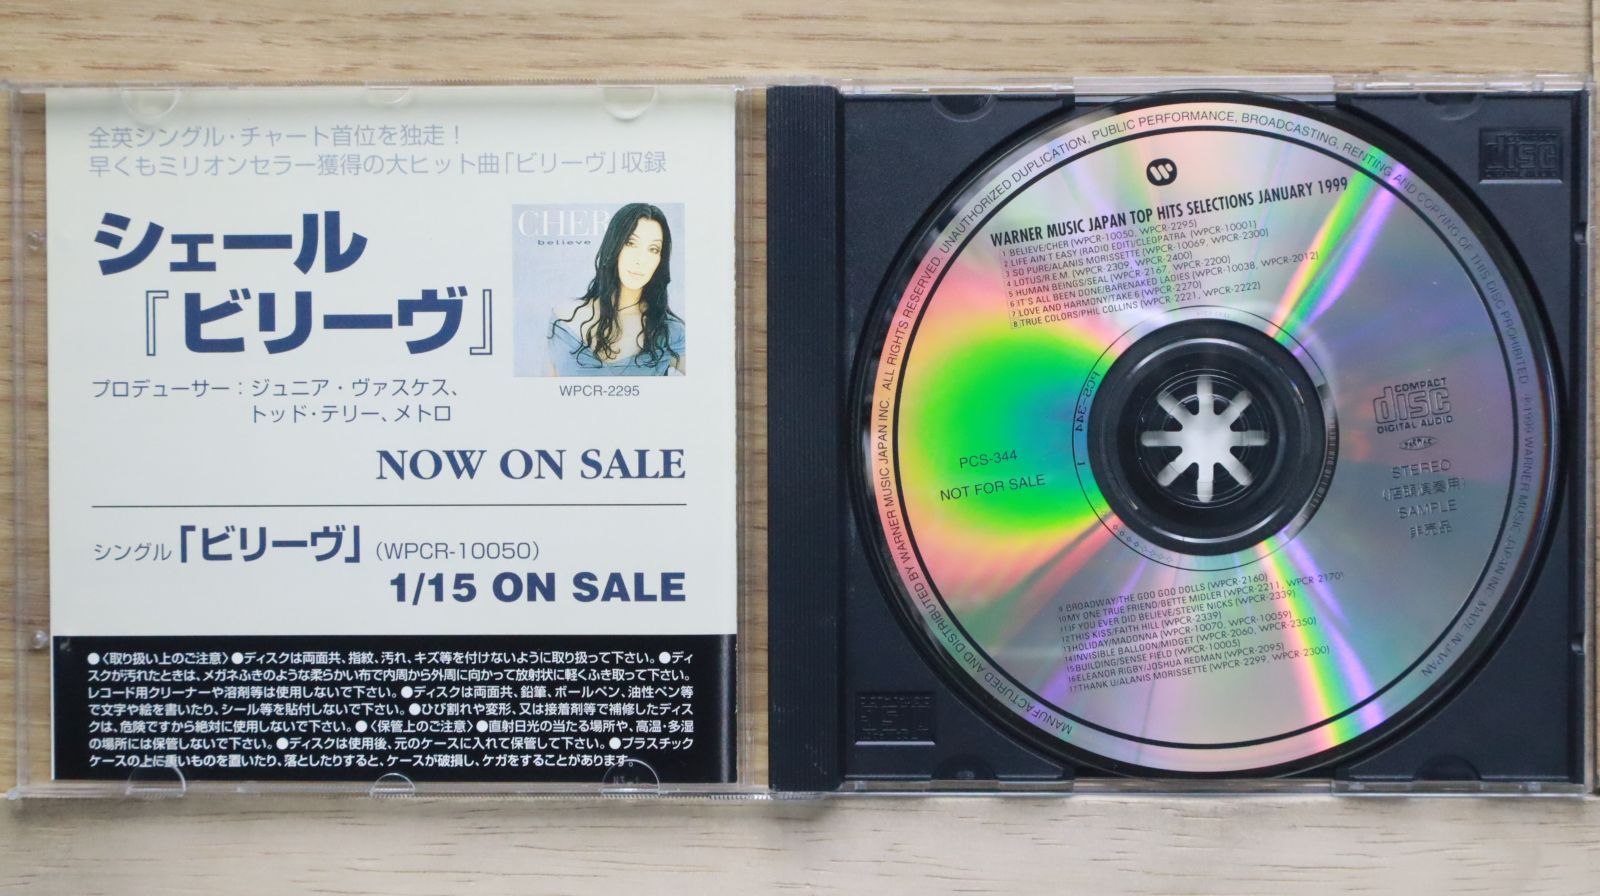 全英シングル・チャート首位を独走!
早くもミリオンセラー獲得の大ヒット曲「ビリーヴ」収録
シェール
『ビリーヴ』
CHER
believe
WPCR-2295
プロデューサー：ジュニア・ヴァスケス、
トッド・テリー、メトロ
NOW ON SALE
シングル「ビリーヴ」(WPCR-10050)
1/15 ON SALE
●〈取り扱い上のご注意〉●ディスクは両面共、指紋、汚れ、キズ等を付けないように取り扱って下さい。●ディ
スクが汚れたときは、メガネふきのような柔らかい布で内周から外周に向かって放射状に軽くふき取って下さい。
レコード用クリーナーや溶剤等は使用しないで下さい。●ディスクは両面共、鉛筆、ボールペン、油性ペン等
で文字や絵を書いたり、シール等を貼付しないで下さい。●ひび割れや変形、又は接着剤等で補修したディス
クは、危険ですから絶対に使用しないで下さい。●〈保管上のご注意〉●直射日光の当たる場所や、高温・多湿
の場所には保管しないで下さい。●ディスクは使用後、元のケースに入れて保管して下さい。●プラスチック
ケースの上に重いものを置いたり、落としたりすると、ケースが破損し、ケガをすることがあります。
MANUFACTURED AND DISTRIBUTED BY WARNER MUSIC JAPAN INC. ALL RIGHTS RESERVED. UNAUTHORIZED DUPLICATION, PUBLIC PERFORMANCE, BROADCASTING, RENTING AND COPYING OF THIS DISC PROHIBITED. ℗1999 WARNER MUSIC JAPAN INC. MADE IN JAPAN
WARNER MUSIC JAPAN TOP HITS SELECTIONS JANUARY 1999
1 BELIEVE/CHER (WPCR-10050, WPCR-2295)
2 LIFE AIN'T EASY (RADIO EDIT)/CLEOPATRA (WPCR-10001)
3 SO PURE/ALANIS MORISSETTE (WPCR-10069, WPCR-2300)
4 LOTUS/R.E.M. (WPCR-2309, WPCR-2400)
5 HUMAN BEINGS/SEAL (WPCR-2167, WPCR-2200)
6 IT'S ALL BEEN DONE/BARENAKED LADIES (WPCR-10038, WPCR-2012)
7 LOVE AND HARMONY/TAKE 6 (WPCR-2270)
8 TRUE COLORS/PHIL COLLINS (WPCR-2221, WPCR-2222)
PCS-344
NOT FOR SALE
PCS-344 1
COMPACT
disc
DIGITAL AUDIO
STEREO
(店頭演奏用)
SAMPLE
非売品
9 BROADWAY/THE GOO GOO DOLLS (WPCR-2160)
10 MY ONE TRUE FRIEND/BETTE MIDLER (WPCR-2211, WPCR-2170)
11 IF YOU EVER DID BELIEVE/STEVIE NICKS (WPCR-2339)
12 THIS KISS/FAITH HILL (WPCR-2339)
13 HOLIDAY/MADONNA (WPCR-10070, WPCR-10059)
14 INVISIBLE BALLOON/MIDGET (WPCR-2060, WPCR-2350)
15 BUILDING/SENSE FIELD (WPCR-10005)
16 ELEANOR RIGBY/JOSHUA REDMAN (WPCR-2095)
17 THANK U/ALANIS MORISSETTE (WPCR-2299, WPCR-2300)